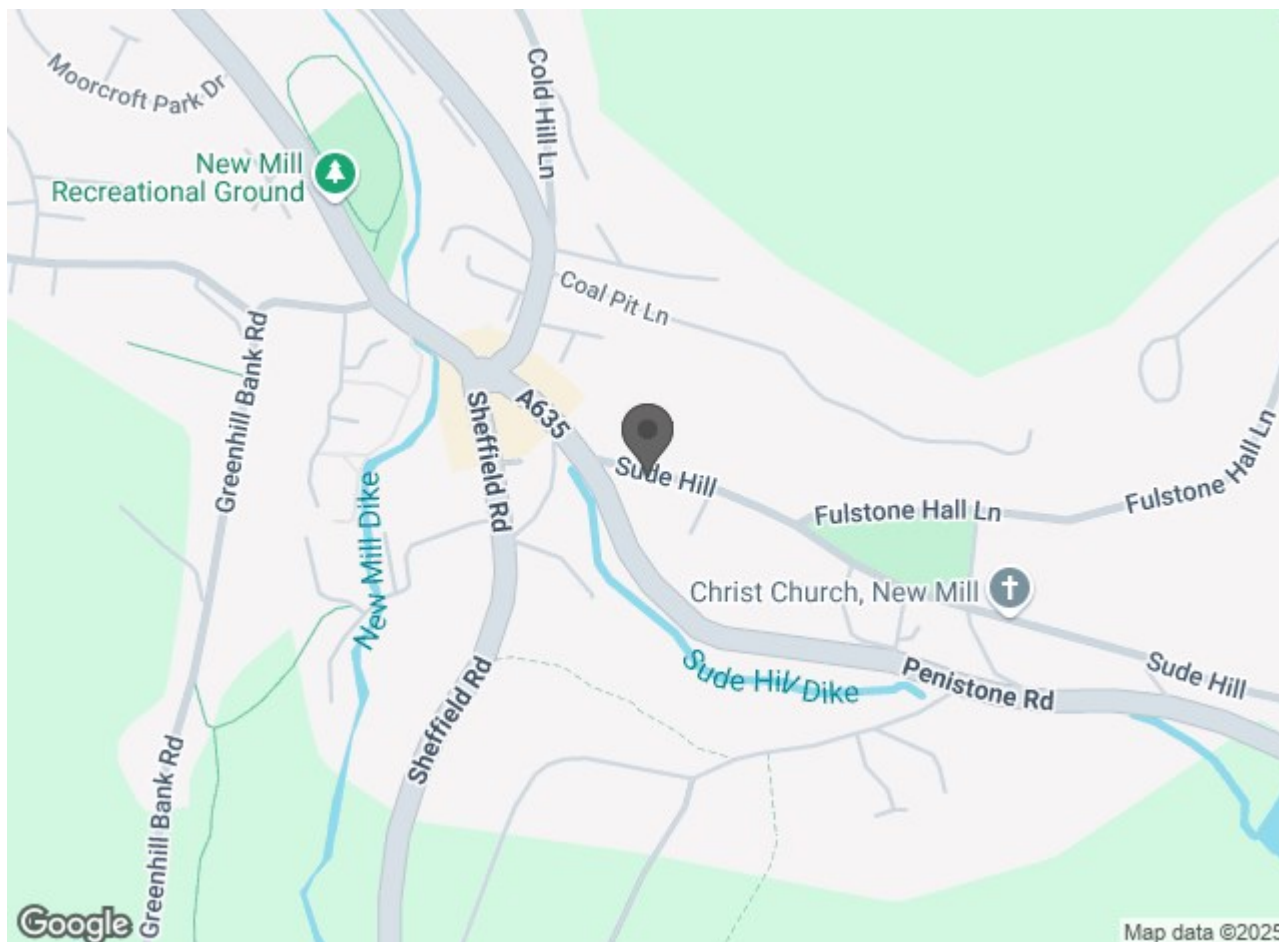 Moorcroft Park Dr
Cold Hill Ln
New Mill
Recreational Ground
Coal Pit Ln
Greenhill Bank Rd
A635
Sheffield Rd
Sude Hill
Fulstone Hall Ln
Fulstone Hall Ln
New Mill Dike
Christ Church, New Mill
Sude Hill Dike
Penistone Rd
Sude Hill
Sheffield Rd
Greenhill Bank Rd
Google
Map data ©2025